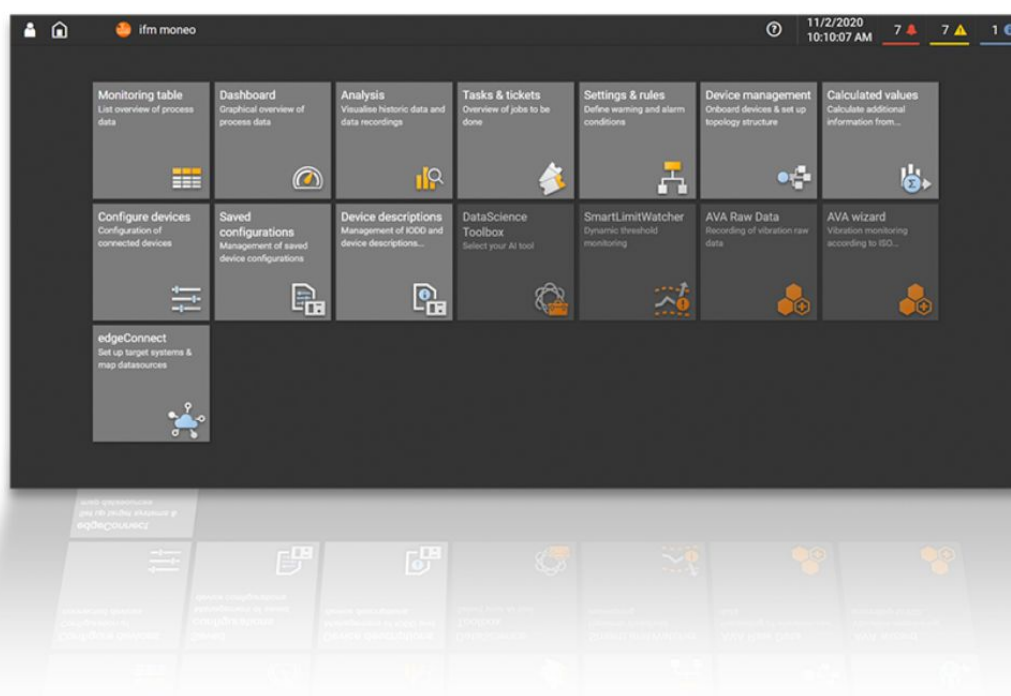 ifm moneo
11/2/2020
10:10:07 AM
7
7
1
Monitoring table
List overview of process
data
Dashboard
Graphical overview of
process data
Analysis
Visualise historic data and
data recordings
Tasks & tickets
Overview of jobs to be
done
Settings & rules
Define warning and alarm
conditions
Device management
Onboard devices & set up
topology structure
Calculated values
Calculate additional
information from...
Configure devices
Configuration of
connected devices
Saved
configurations
Management of saved
device configurations
Device descriptions
Management of IODD and
device descriptions...
DataScience
Toolbox
Select your AI tool
SmartLimitWatcher
Dynamic threshold
monitoring
AVA Raw Data
Recording of vibration raw
data
AVA wizard
Vibration monitoring
according to ISO...
edgeConnect
Set up target systems &
map datasources